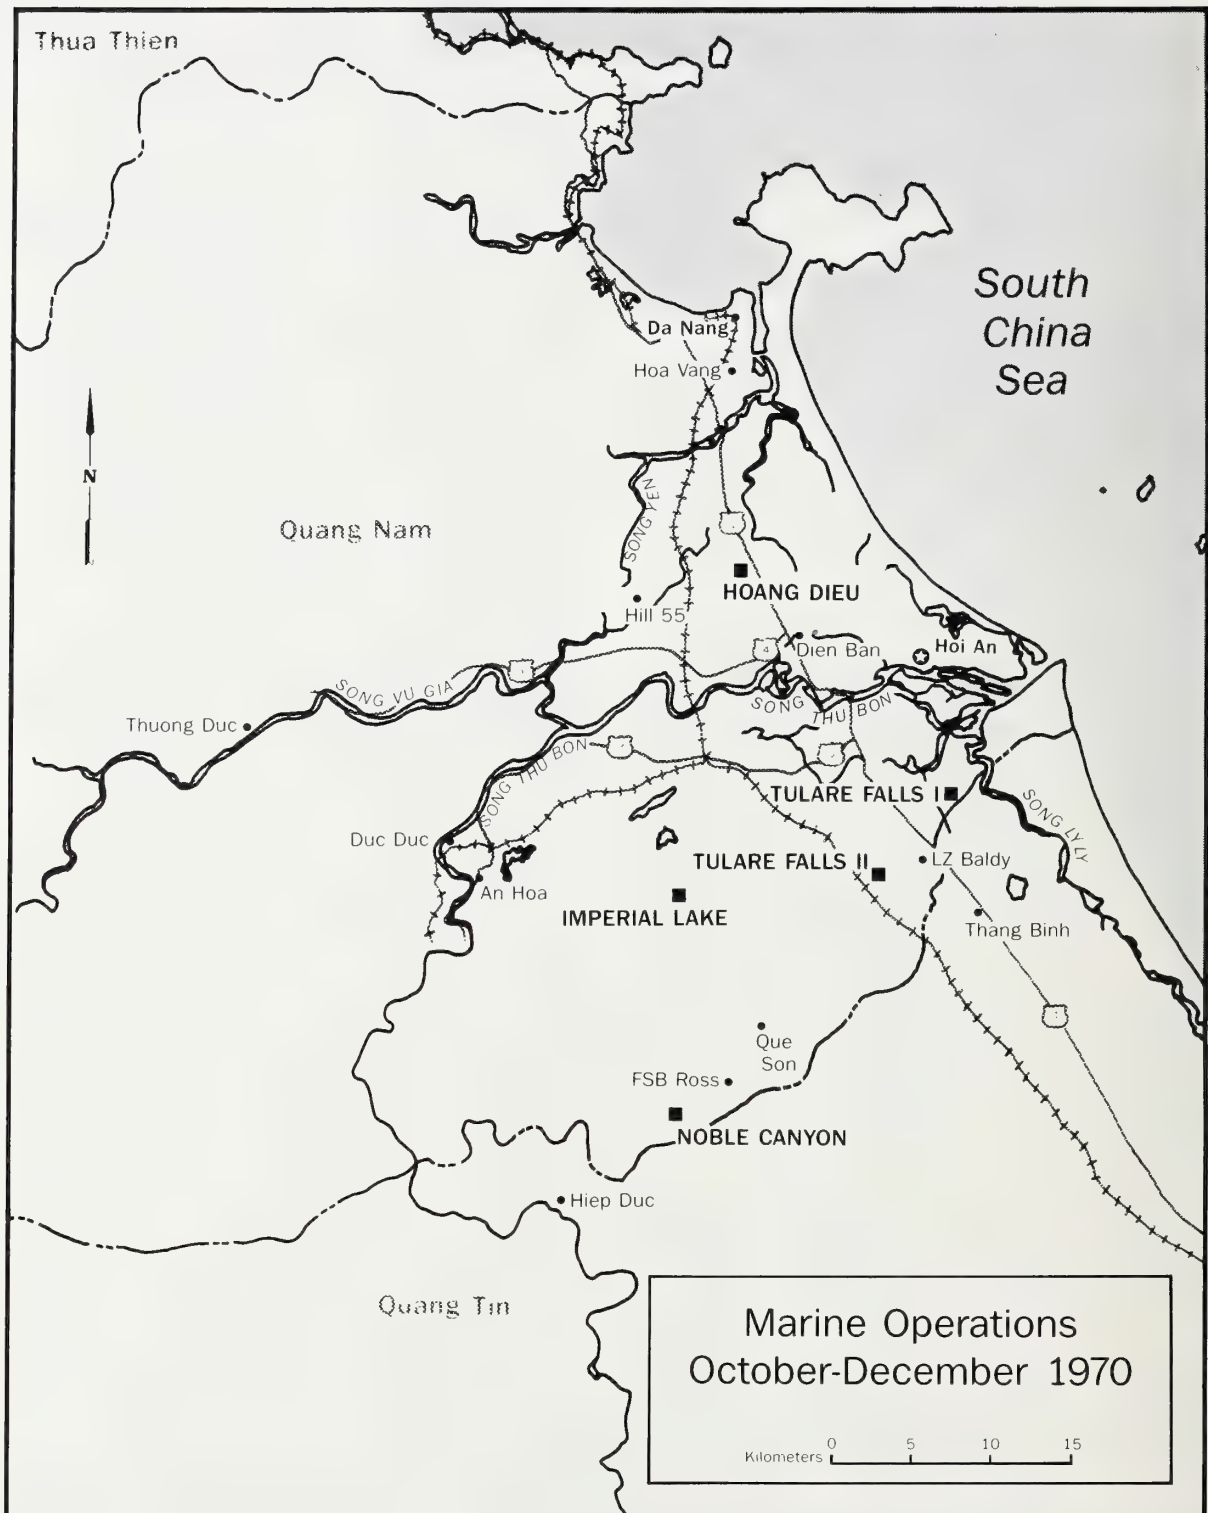 Thua Thien
South
China
Sea
Da Nang
Hoa Vang
N
Quang Nam
SONG YEN
1
HOANG DIEU
Hill 55
4
Dien Ban
Hoi An
SONG VU GIA
SONG
THU BON
Thuong Duc
SONG THU BON
TULARE FALLS I
SONG LY LY
Duc Duc
TULARE FALLS II
LZ Baldy
An Hoa
IMPERIAL LAKE
Thang Binh
Que
Son
FSB Ross
NOBLE CANYON
Hiep Duc
Quang Tin
Marine Operations
October-December 1970
Kilometers 0 5 10 15